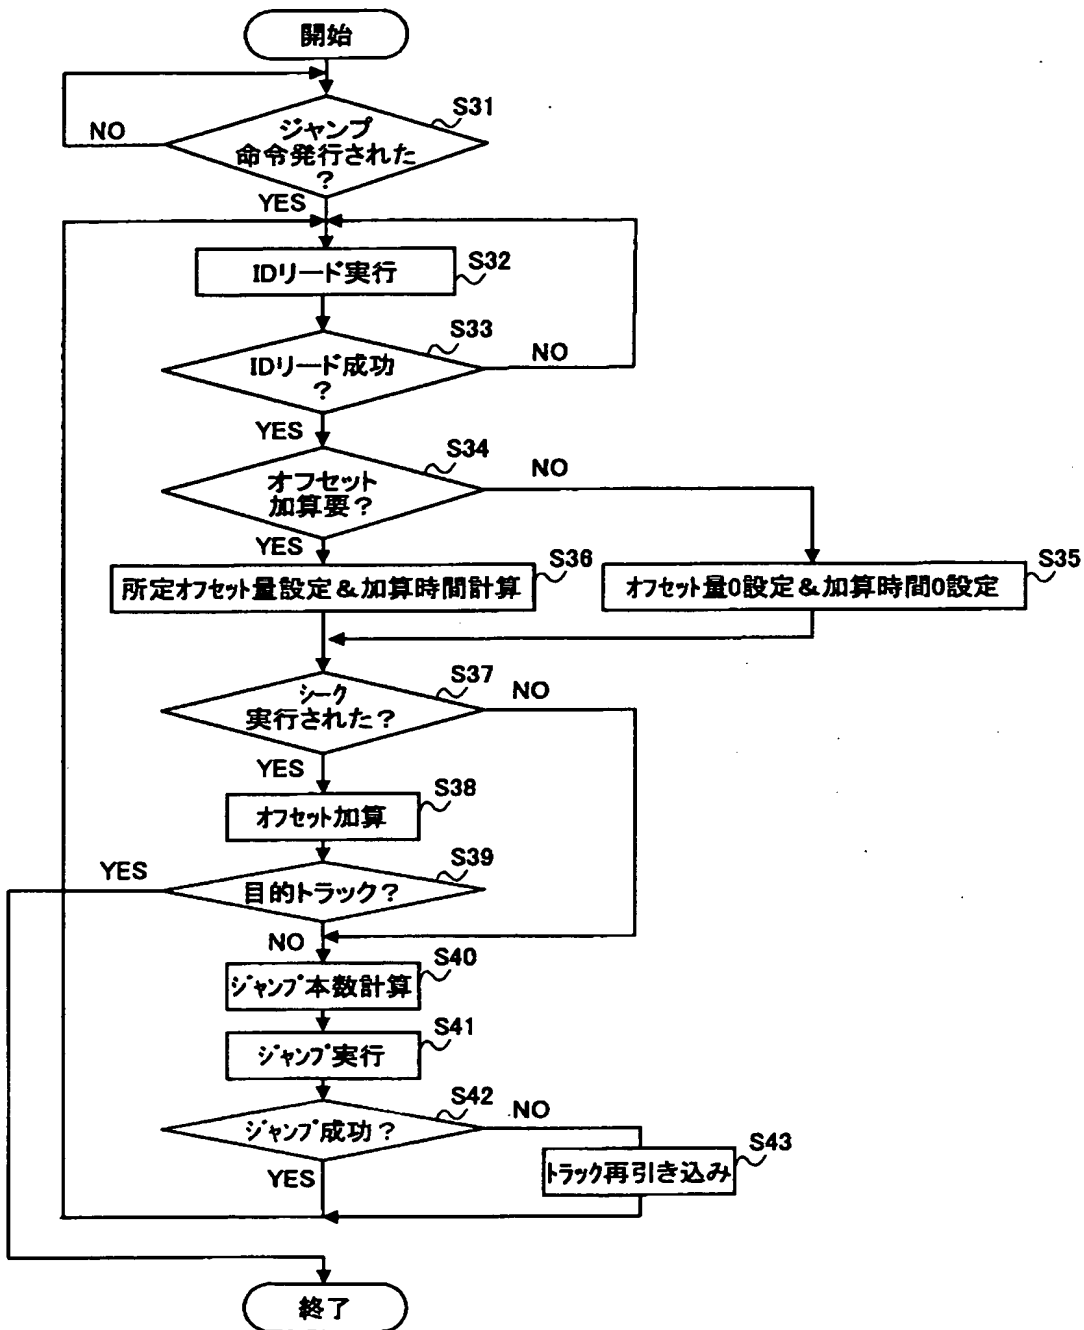 開始
S31
NO
ジャンプ
命令発行された
?
YES
IDリード実行
S32
S33
NO
IDリード成功
?
YES
S34
NO
オフセット
加算要?
YES
S36
所定オフセット量設定&加算時間計算
S35
オフセット量0設定&加算時間0設定
S37
NO
シーク
実行された?
YES
S38
オフセット加算
S39
YES
目的トラック?
NO
S40
ジャンプ本数計算
S41
ジャンプ実行
S42
NO
ジャンプ成功?
S43
トラック再引き込み
YES
終了